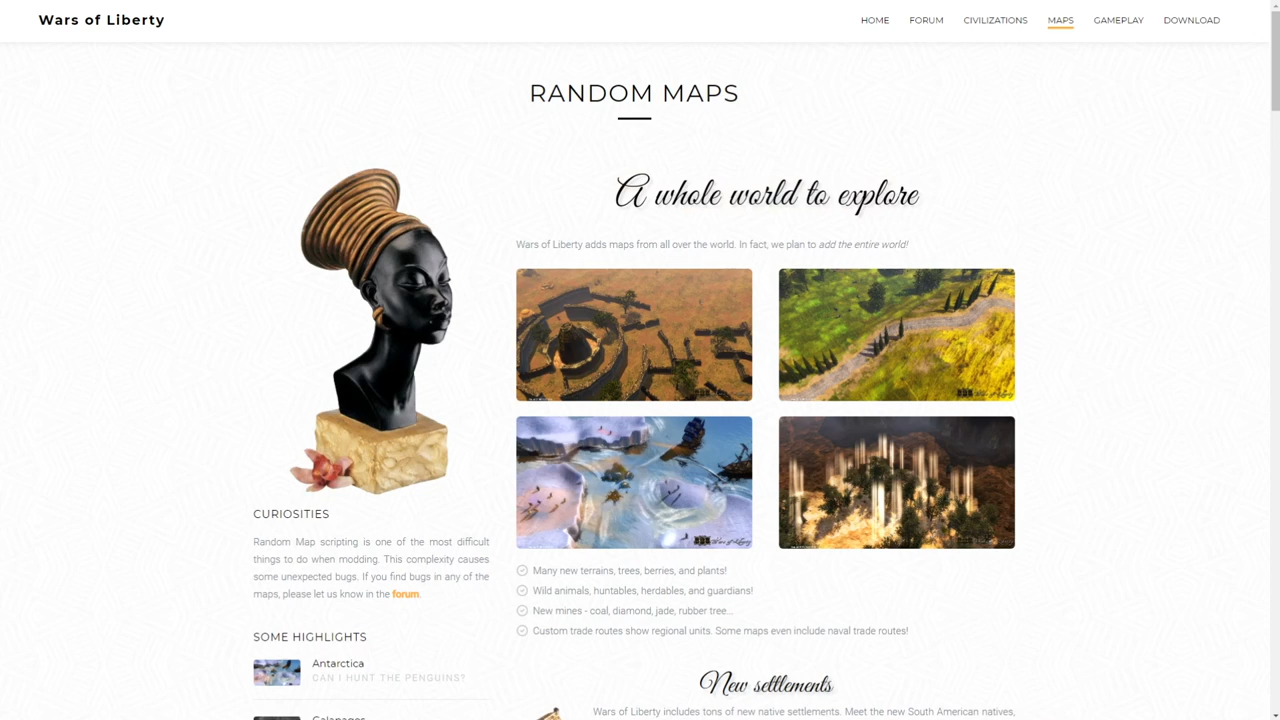 Wars of Liberty
HOME FORUM CIVILIZATIONS MAPS GAMEPLAY DOWNLOAD
RANDOM MAPS
A whole world to explore
Wars of Liberty adds maps from all over the world. In fact, we plan to add the entire world!
CURIOSITIES
Random Map scripting is one of the most difficult
things to do when modding. This complexity causes
some unexpected bugs. If you find bugs in any of the
maps, please let us know in the forum.
SOME HIGHLIGHTS
Antarctica
CAN I HUNT THE PENGUINS?
Many new terrains, trees, berries, and plants!
Wild animals, huntables, herdables, and guardians!
New mines - coal, diamond, jade, rubber tree...
Custom trade routes show regional units. Some maps even include naval trade routes!
New settlements
Wars of Liberty includes tons of new native settlements. Meet the new South American natives,